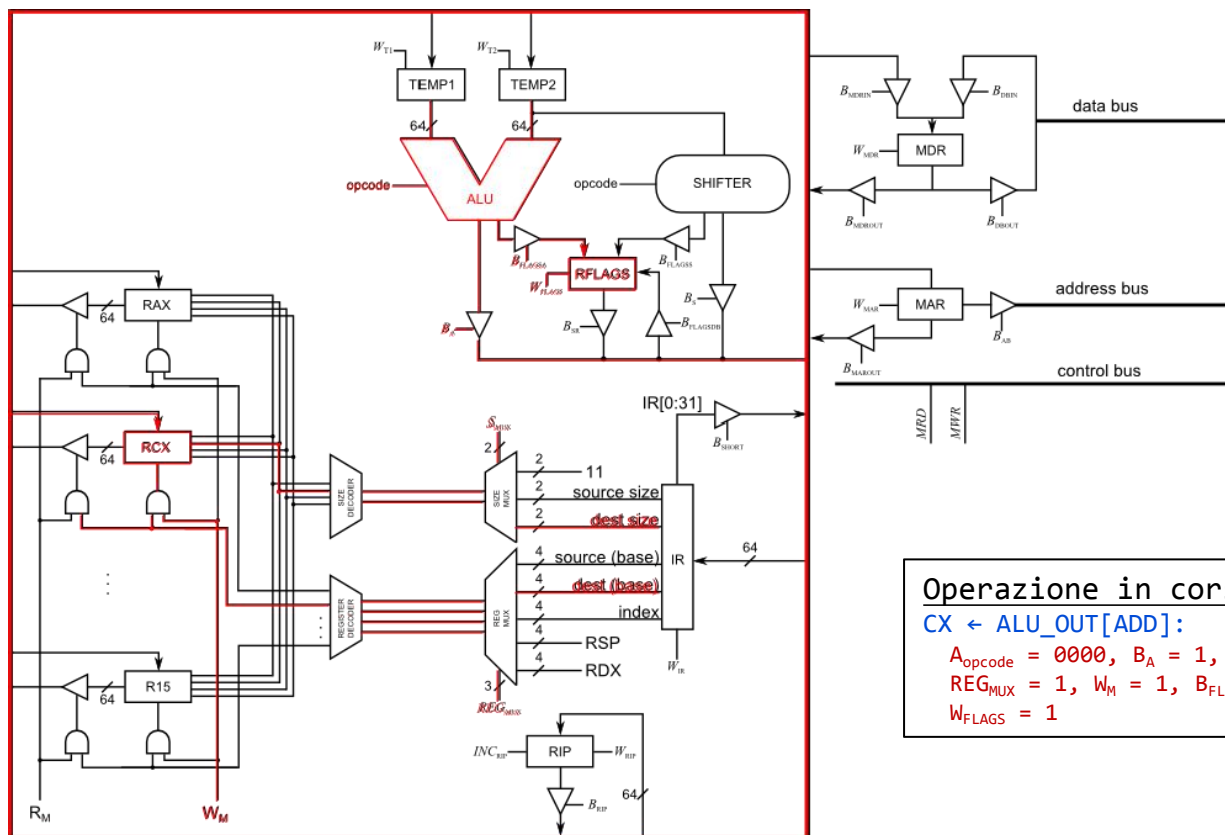 W_T1
W_T2
TEMP1
TEMP2
64
64
opcode
ALU
opcode
SHIFTER
B_FLAGSA
B_FLAGSS
W_FLAGS
RFLAGS
B_A
B_SR
B_FLAGSDB
B_S
B_MDRIN
B_DBIN
data bus
W_MDR
MDR
B_MDROUT
B_DBOUT
W_MAR
MAR
address bus
B_AB
B_MAROUT
control bus
MRD
MWR
RAX
64
RCX
64
R15
64
R_M
W_M
SIZE DECODER
REGISTER DECODER
S_MUX
2
SIZE MUX
2
11
2
source size
2
dest size
REG MUX
4
source (base)
4
dest (base)
4
index
4
RSP
4
RDX
3
REG_MUX
IR[0:31]
B_SHORT
IR
64
W_IR
INC_RIP
RIP
W_RIP
B_RIP
64
Operazione in cor
CX ← ALU_OUT[ADD]:
A_opcode = 0000, B_A = 1,
REG_MUX = 1, W_M = 1, B_FL
W_FLAGS = 1